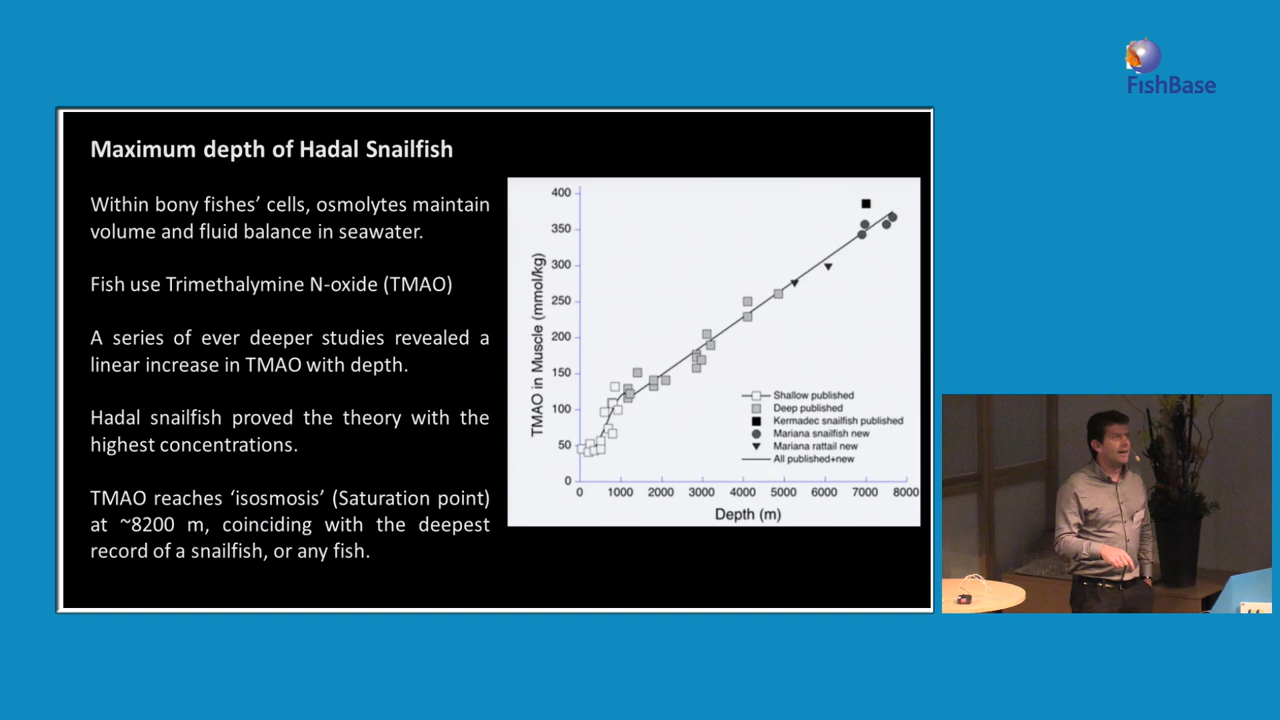 FishBase
Maximum depth of Hadal Snailfish
Within bony fishes’ cells, osmolytes maintain
volume and fluid balance in seawater.
Fish use Trimethalymine N-oxide (TMAO)
A series of ever deeper studies revealed a
linear increase in TMAO with depth.
Hadal snailfish proved the theory with the
highest concentrations.
TMAO reaches ‘isosmosis’ (Saturation point)
at ~8200 m, coinciding with the deepest
record of a snailfish, or any fish.
TMAO in Muscle (mmol/kg)
400
350
300
250
200
150
100
50
0
Shallow published
Deep published
Kermadec snailfish published
Mariana snailfish new
Mariana rattail new
All published+new
0 1000 2000 3000 4000 5000 6000 7000 8000
Depth (m)